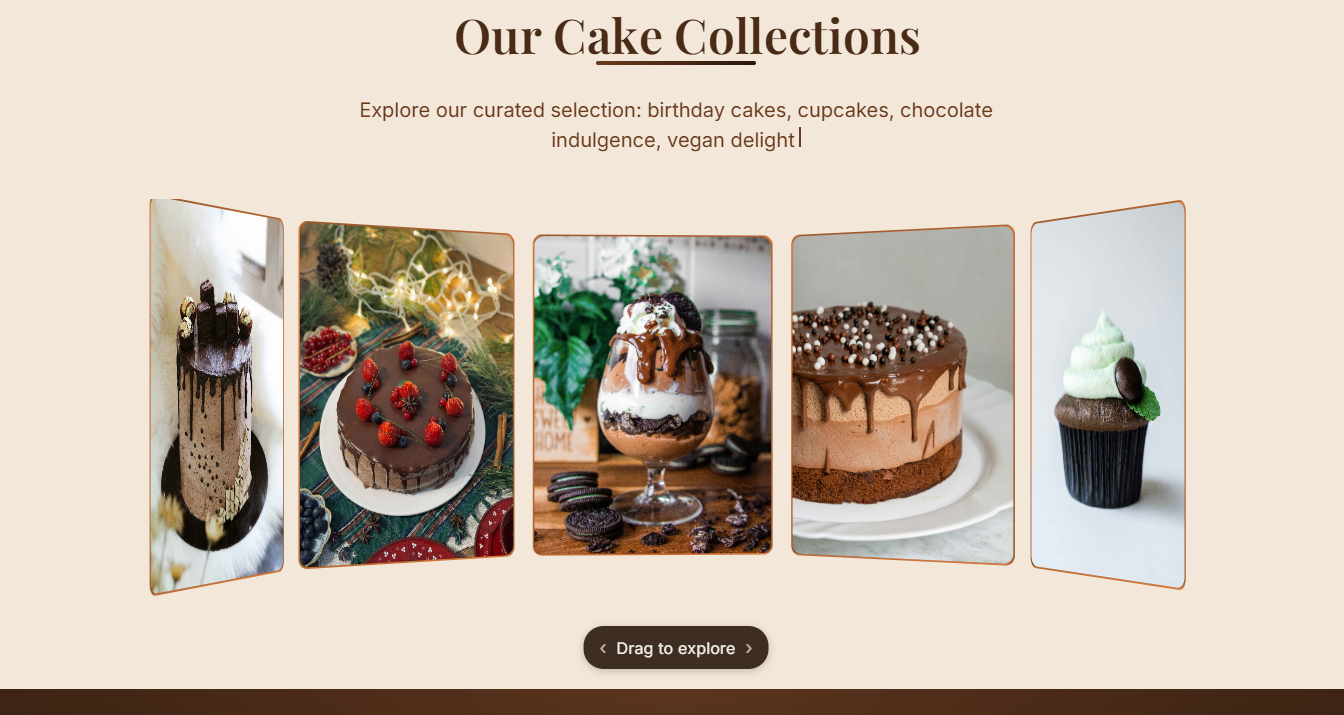 Our Cake Collections
Explore our curated selection: birthday cakes, cupcakes, chocolate
indulgence, vegan delight
SWEET
HOME
‹ Drag to explore ›